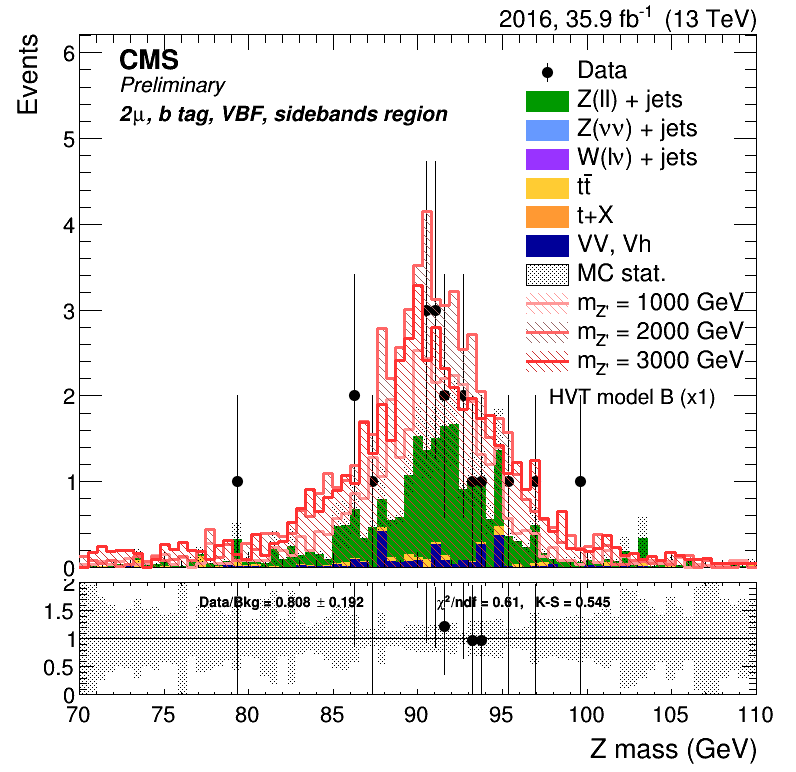 2016, 35.9 fb⁻¹ (13 TeV)
Events
CMS
Preliminary
2μ, b tag, VBF, sidebands region
Data
Z(ll) + jets
Z(νν) + jets
W(lν) + jets
tt̄
t+X
VV, Vh
MC stat.
m_Z' = 1000 GeV
m_Z' = 2000 GeV
m_Z' = 3000 GeV
HVT model B (x1)
6
5
4
3
2
1
0
Data/Bkg = 0.808 ± 0.192
χ²/ndf = 0.61, K-S = 0.545
2
1.5
1
0.5
0
70 75 80 85 90 95 100 105 110
Z mass (GeV)